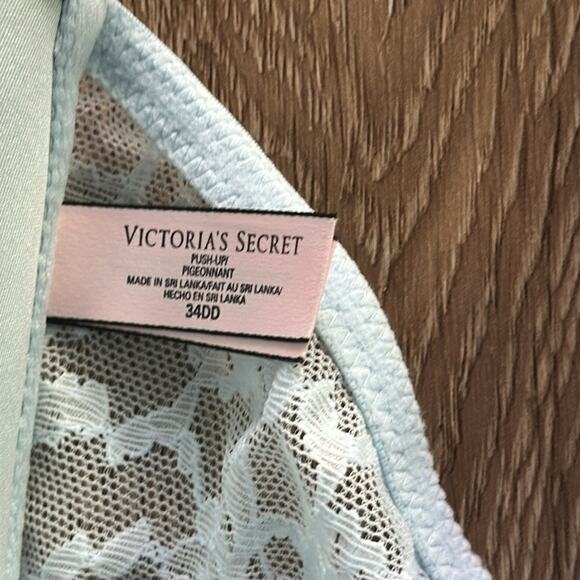 VICTORIA'S SECRET
PUSH-UP/
PIGEONNANT
MADE IN SRI LANKA/FAIT AU SRI LANKA/
HECHO EN SRI LANKA
34DD